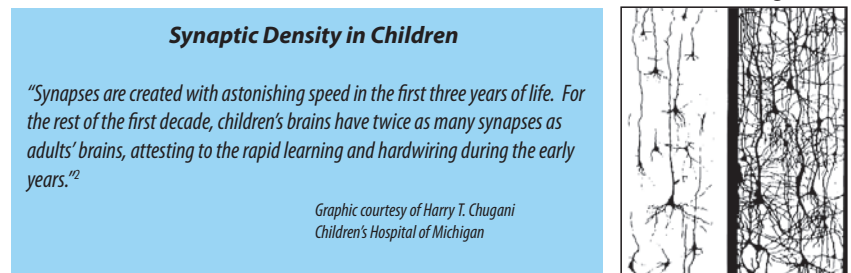 Synaptic Density in Children
“Synapses are created with astonishing speed in the first three years of life.  For
the rest of the first decade, children’s brains have twice as many synapses as
adults’ brains, attesting to the rapid learning and hardwiring during the early
years.”2
Graphic courtesy of Harry T. Chugani
Children’s Hospital of Michigan